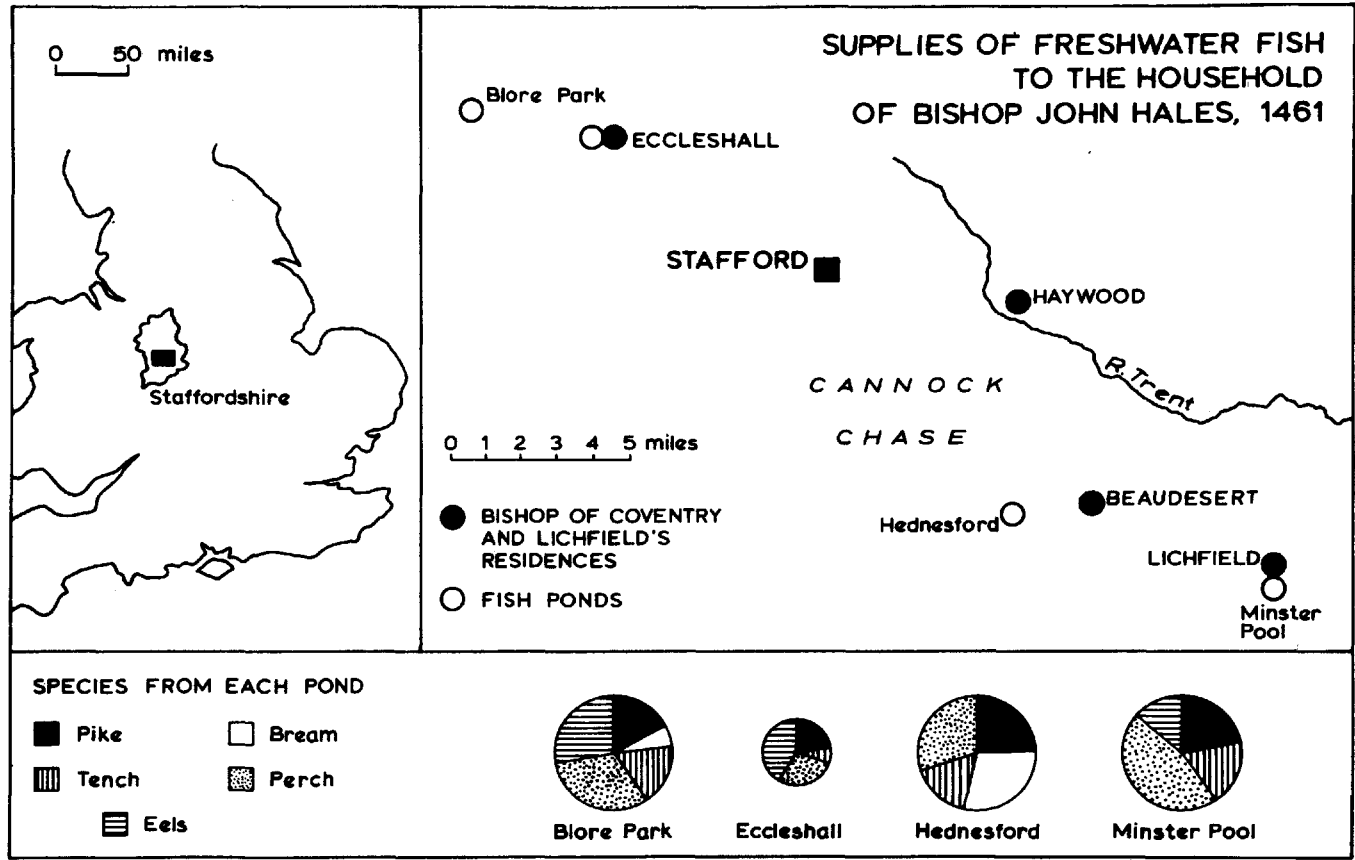 0 50 miles
Staffordshire
SUPPLIES OF FRESHWATER FISH
TO THE HOUSEHOLD
OF BISHOP JOHN HALES, 1461
Blore Park
ECCLESHALL
STAFFORD
HAYWOOD
R. Trent
CANNOCK
CHASE
0 1 2 3 4 5 miles
BISHOP OF COVENTRY
AND LICHFIELD'S
RESIDENCES
FISH PONDS
BEAUDESERT
Hednesford
LICHFIELD
Minster
Pool
SPECIES FROM EACH POND
Pike Bream
Tench Perch
Eels
Blore Park Eccleshall Hednesford Minster Pool